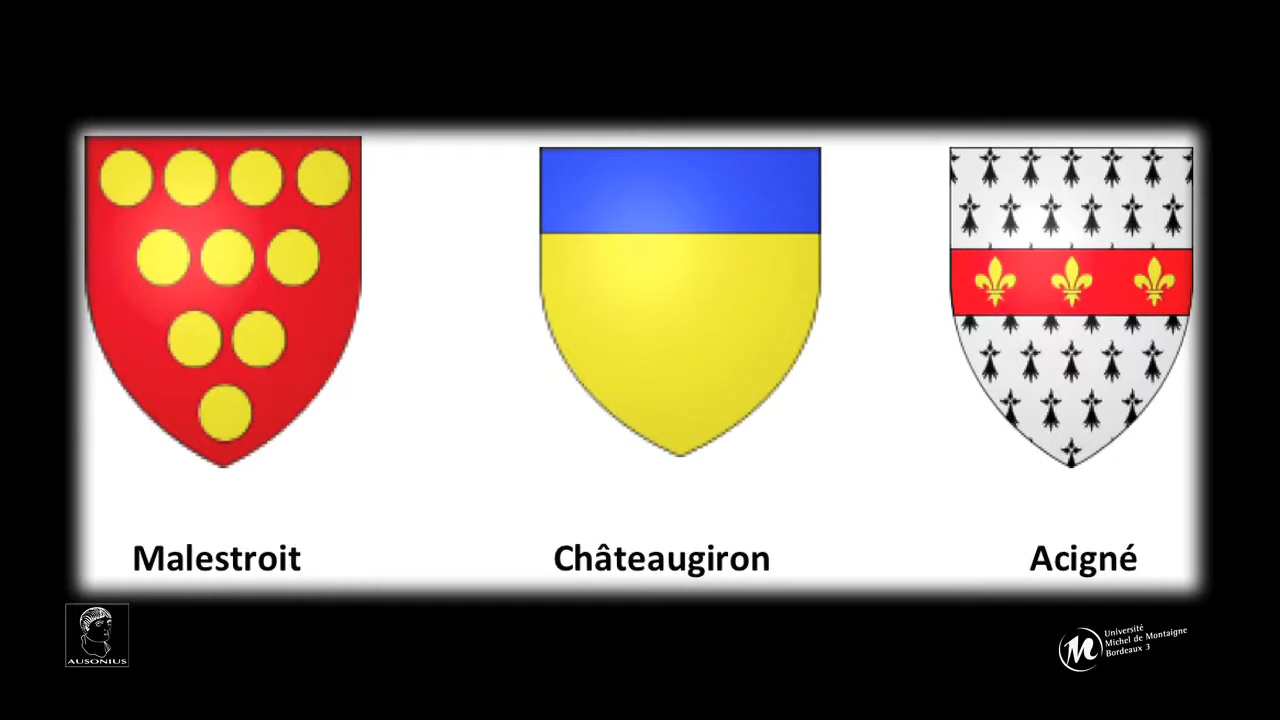 Malestroit
Châteaugiron
Acigné
AUSONIUS
Université
Michel de Montaigne
Bordeaux 3